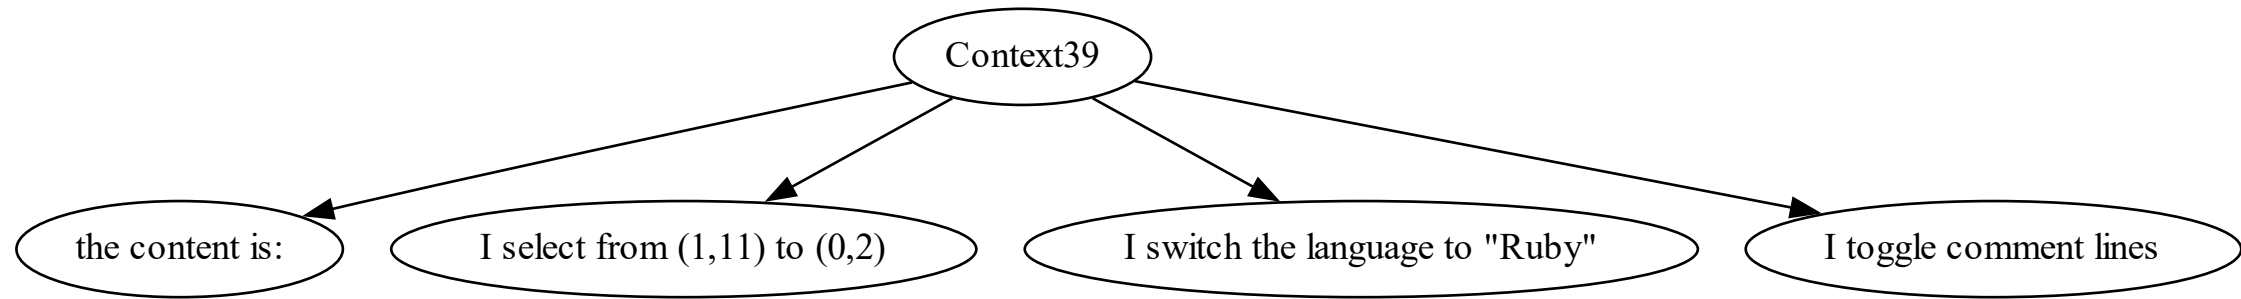 Context39
the content is:
I select from (1,11) to (0,2)
I switch the language to "Ruby"
I toggle comment lines